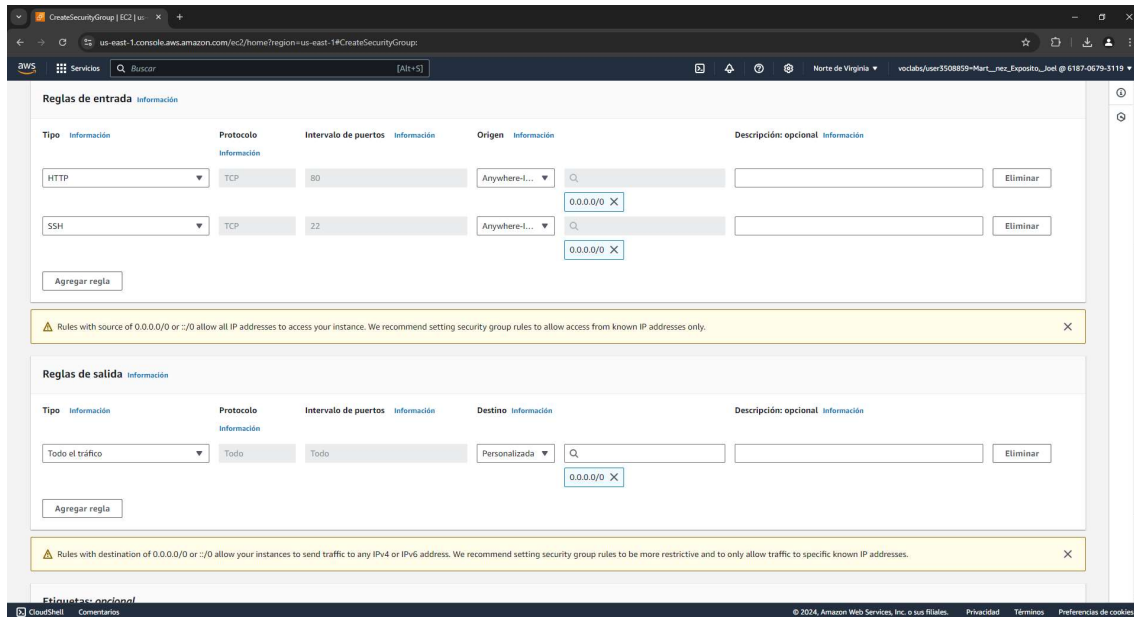 CreateSecurityGroup | EC2 | us-
us-east-1.console.aws.amazon.com/ec2/home?region=us-east-1#CreateSecurityGroup:
aws Servicios Buscar [Alt+S] Norte de Virginia voclabs/user3508859=Mart__nez_Exposito,_Joel @ 6187-0679-3119
Reglas de entrada Información
Tipo Información Protocolo Intervalo de puertos Información Origen Información Descripción: opcional Información
Información
HTTP TCP 80 Anywhere-I... Eliminar
0.0.0.0/0
SSH TCP 22 Anywhere-I... Eliminar
0.0.0.0/0
Agregar regla
Rules with source of 0.0.0.0/0 or ::/0 allow all IP addresses to access your instance. We recommend setting security group rules to allow access from known IP addresses only.
Reglas de salida Información
Tipo Información Protocolo Intervalo de puertos Información Destino Información Descripción: opcional Información
Información
Todo el tráfico Todo Todo Personalizada Eliminar
0.0.0.0/0
Agregar regla
Rules with destination of 0.0.0.0/0 or ::/0 allow your instances to send traffic to any IPv4 or IPv6 address. We recommend setting security group rules to be more restrictive and to only allow traffic to specific known IP addresses.
Etiquetas: opcional
CloudShell Comentarios © 2024, Amazon Web Services, Inc. o sus filiales. Privacidad Términos Preferencias de cookies